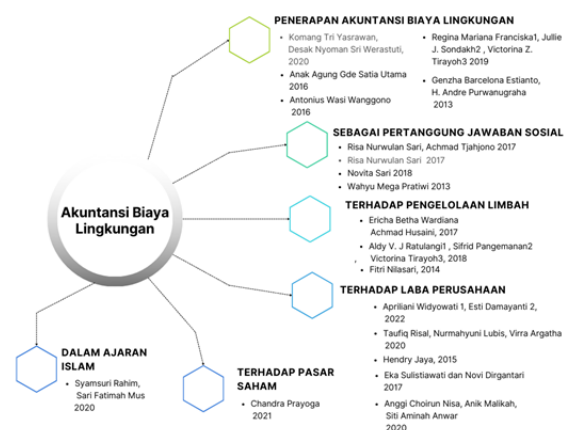 PENERAPAN AKUNTANSI BIAYA LINGKUNGAN
• Komang Tri Yasrawan,
Desak Nyoman Sri Werastuti,
2020
• Anak Agung Gde Satia Utama
2016
• Antonius Wasi Wanggono
2016
• Regina Mariana Franciska1, Jullie
J. Sondakh2 , Victorina Z.
Tirayoh3 2019
• Genzha Barcelona Estianto,
H. Andre Purwanugraha
2013
SEBAGAI PERTANGGUNG JAWABAN SOSIAL
• Risa Nurwulan Sari, Achmad Tjahjono 2017
• Risa Nurwulan Sari 2017
• Novita Sari 2018
• Wahyu Mega Pratiwi 2013
Akuntansi Biaya
Lingkungan
TERHADAP PENGELOLAAN LIMBAH
• Ericha Betha Wardiana
Achmad Husaini, 2017
• Aldy V. J Ratulangi1 , Sifrid Pangemanan2
, Victorina Tirayoh3, 2018
• Fitri Nilasari, 2014
TERHADAP LABA PERUSAHAAN
• Apriliani Widyowati 1, Esti Damayanti 2,
2022
• Taufiq Risal, Nurmahyuni Lubis, Virra Argatha
2020
• Hendry Jaya, 2015
• Eka Sulistiawati dan Novi Dirgantari
2017
• Anggi Choirun Nisa, Anik Malikah,
Siti Aminah Anwar
2020
DALAM AJARAN
ISLAM
• Syamsuri Rahim,
Sari Fatimah Mus
2020
TERHADAP PASAR
SAHAM
• Chandra Prayoga
2021